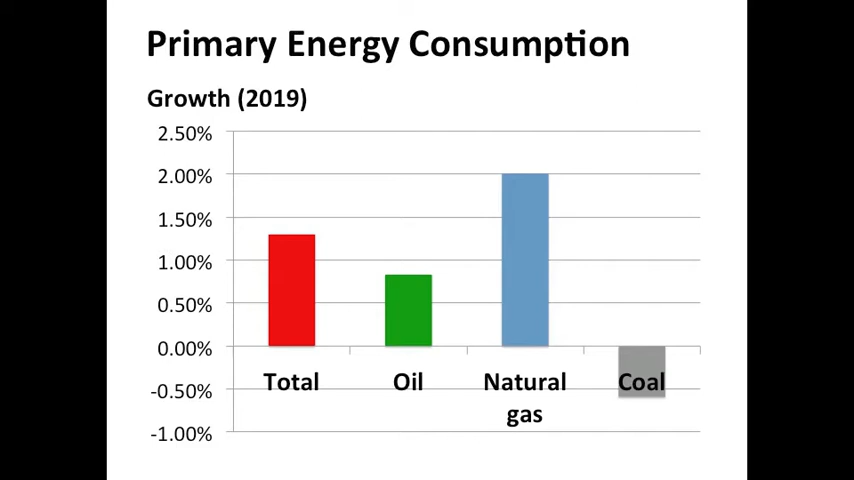 Primary Energy Consumption
Growth (2019)
2.50%
2.00%
1.50%
1.00%
0.50%
0.00%
-0.50%
-1.00%
Total
Oil
Natural
gas
Coal